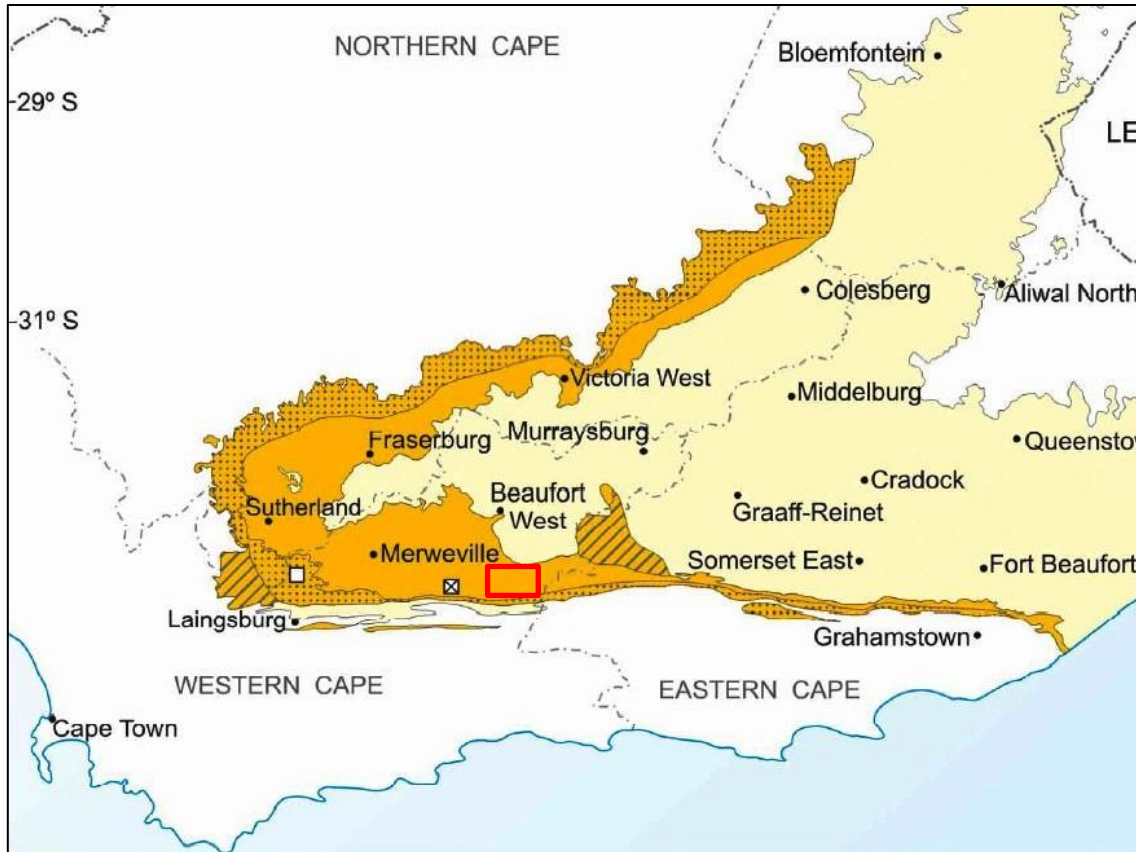 NORTHERN CAPE
Bloemfontein
29º S
LE
Colesberg
Aliwal North
31º S
Victoria West
Middelburg
Fraserburg
Murraysburg
Queenstow
Cradock
Sutherland
Beaufort
West
Graaff-Reinet
Merweville
Somerset East
Fort Beaufort
Laingsburg
Grahamstown
WESTERN CAPE
EASTERN CAPE
Cape Town